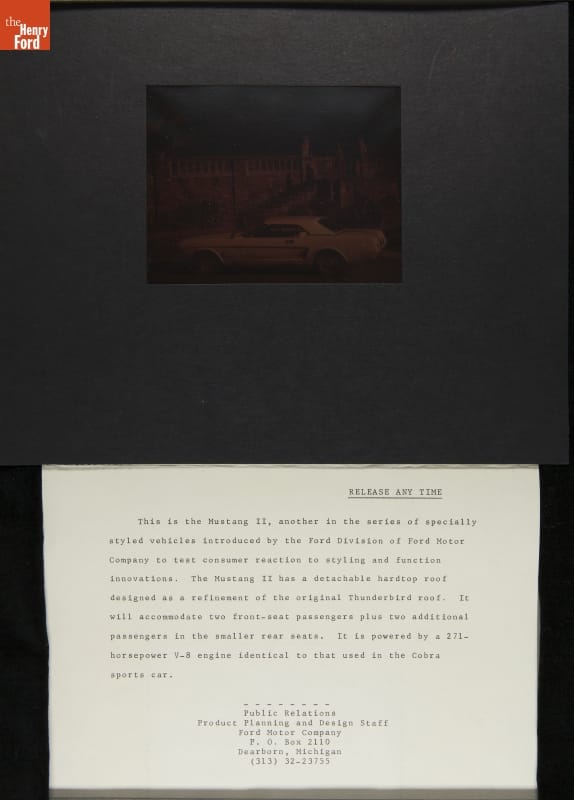 the
Henry
Ford
RELEASE ANY TIME
This is the Mustang II, another in the series of specially
styled vehicles introduced by the Ford Division of Ford Motor
Company to test consumer reaction to styling and function
innovations. The Mustang II has a detachable hardtop roof
designed as a refinement of the original Thunderbird roof. It
will accommodate two front-seat passengers plus two additional
passengers in the smaller rear seats. It is powered by a 271-
horsepower V-8 engine identical to that used in the Cobra
sports car.
- - - - - - - -
Public Relations
Product Planning and Design Staff
Ford Motor Company
P. O. Box 2110
Dearborn, Michigan
(313) 32-23755